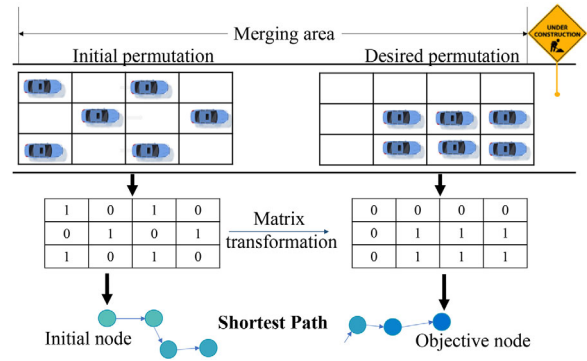 UNDER
CONSTRUCTION
Merging area
Initial permutation
Desired permutation
1 0 1 0
0 1 0 1
1 0 1 0
Matrix
transformation
0 0 0 0
0 1 1 1
0 1 1 1
Shortest Path
Initial node
Objective node